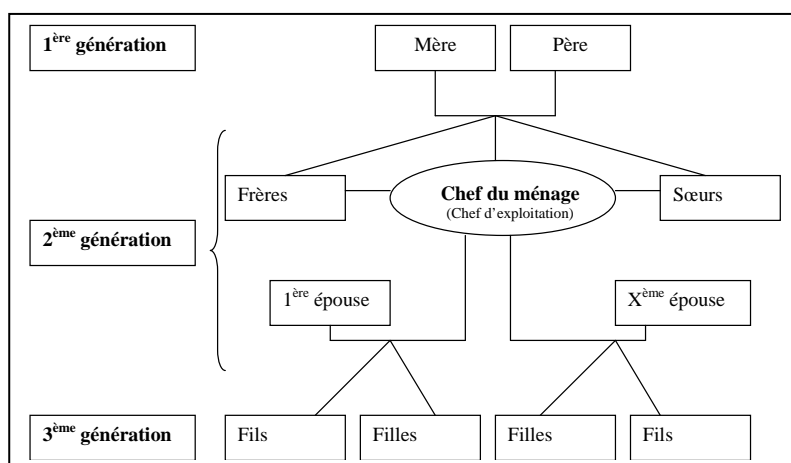 1ère génération
Mère
Père
Frères
Chef du ménage
(Chef d'exploitation)
Sœurs
2ème génération
1ère épouse
Xème épouse
3ème génération
Fils
Filles
Filles
Fils